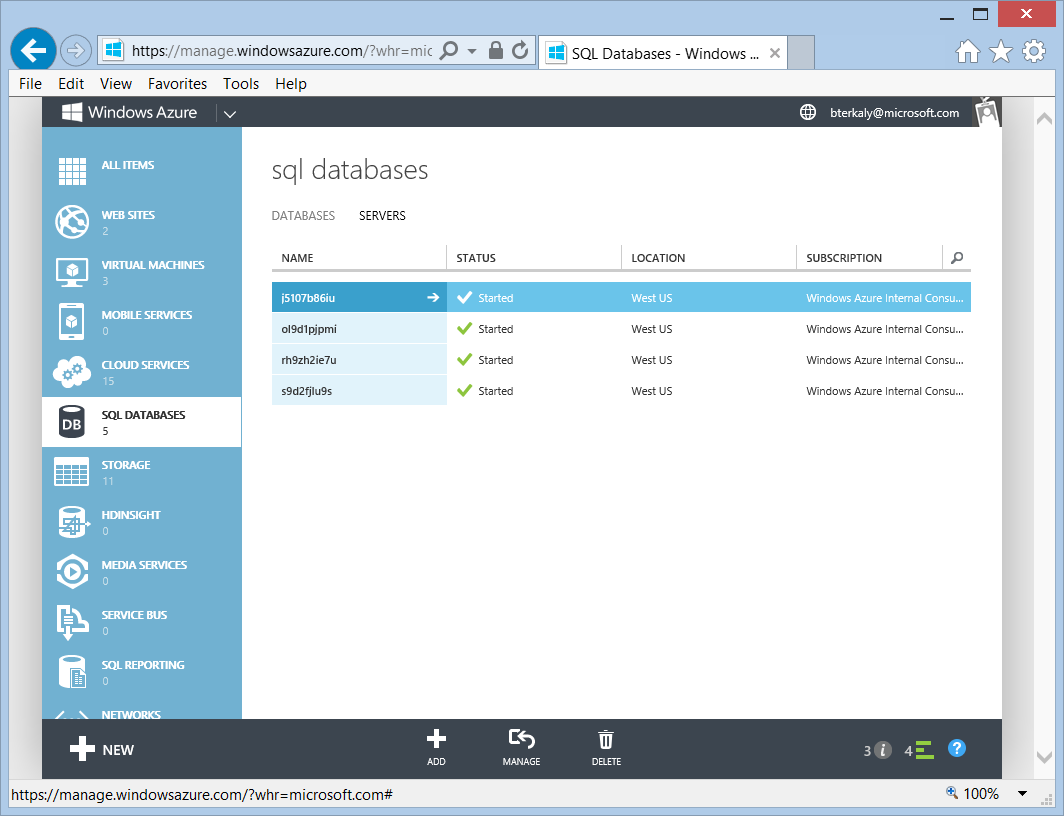 https://manage.windowsazure.com/?whr=mic
SQL Databases - Windows ...
File Edit View Favorites Tools Help
Windows Azure
bterkaly@microsoft.com
ALL ITEMS
WEB SITES
2
VIRTUAL MACHINES
3
MOBILE SERVICES
0
CLOUD SERVICES
15
DB
SQL DATABASES
5
STORAGE
11
HDINSIGHT
0
MEDIA SERVICES
0
SERVICE BUS
0
SQL REPORTING
0
NETWORKS
sql databases
DATABASES SERVERS
NAME STATUS LOCATION SUBSCRIPTION
j5107b86iu Started West US Windows Azure Internal Consu...
ol9d1pjpmi Started West US Windows Azure Internal Consu...
rh9zh2ie7u Started West US Windows Azure Internal Consu...
s9d2fjlu9s Started West US Windows Azure Internal Consu...
NEW
ADD MANAGE DELETE
3 i 4 ?
https://manage.windowsazure.com/?whr=microsoft.com#
100%